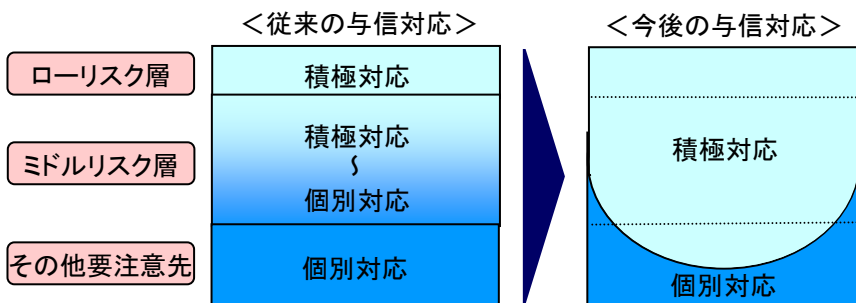 ＜従来の与信対応＞
＜今後の与信対応＞
ローリスク層
積極対応
ミドルリスク層
積極対応
～
個別対応
積極対応
その他要注意先
個別対応
個別対応